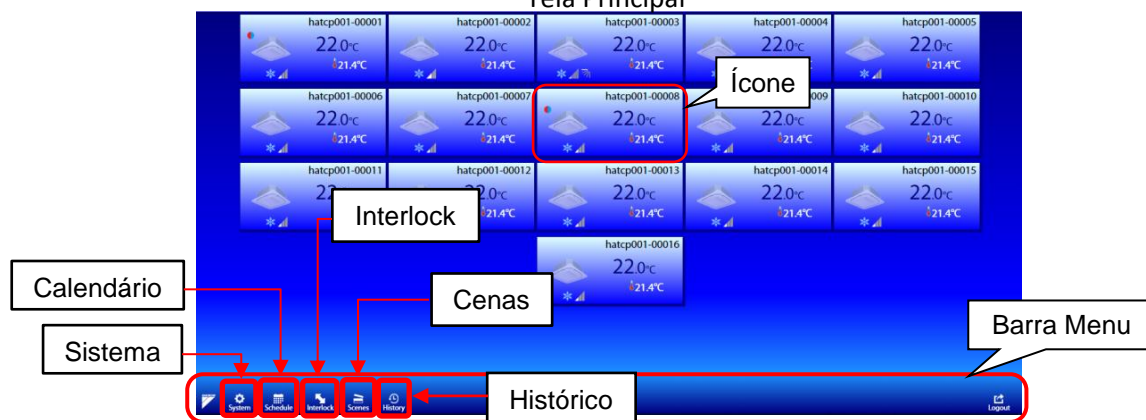 Tela Principal
hatcp001-00001
22.0°C
21.4°C
hatcp001-00002
22.0°C
21.4°C
hatcp001-00003
22.0°C
21.4°C
hatcp001-00004
22.0°C
hatcp001-00005
22.0°C
21.4°C
Ícone
hatcp001-00006
22.0°C
21.4°C
hatcp001-00007
22.0°C
21.4°C
hatcp001-00008
22.0°C
21.4°C
009
22.0°C
21.4°C
hatcp001-00010
22.0°C
21.4°C
hatcp001-00011
hatcp001-00012
21.4°C
hatcp001-00013
22.0°C
21.4°C
hatcp001-00014
22.0°C
21.4°C
hatcp001-00015
22.0°C
21.4°C
Interlock
hatcp001-00016
22.0°C
21.4°C
Calendário
Cenas
Sistema
Barra Menu
System
Schedule
Interlock
Scenes
History
Histórico
Logout